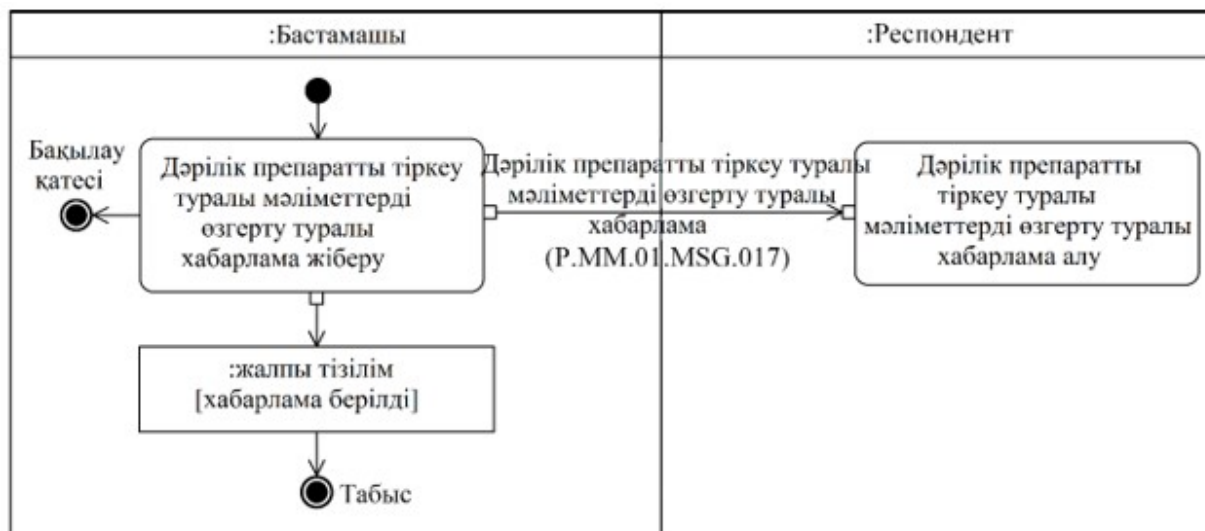 :Бастамашы
:Респондент
Бақылау
қатесі
Дәрілік препаратты тіркеу
туралы мәліметтерді
өзгерту туралы
хабарлама жіберу
Дәрілік препаратты тіркеу туралы
мәліметтерді өзгерту туралы
хабарлама
(P.MM.01.MSG.017)
Дәрілік препаратты
тіркеу туралы
мәліметтерді өзгерту туралы
хабарлама алу
:жалпы тізілім
[хабарлама берілді]
Табыс